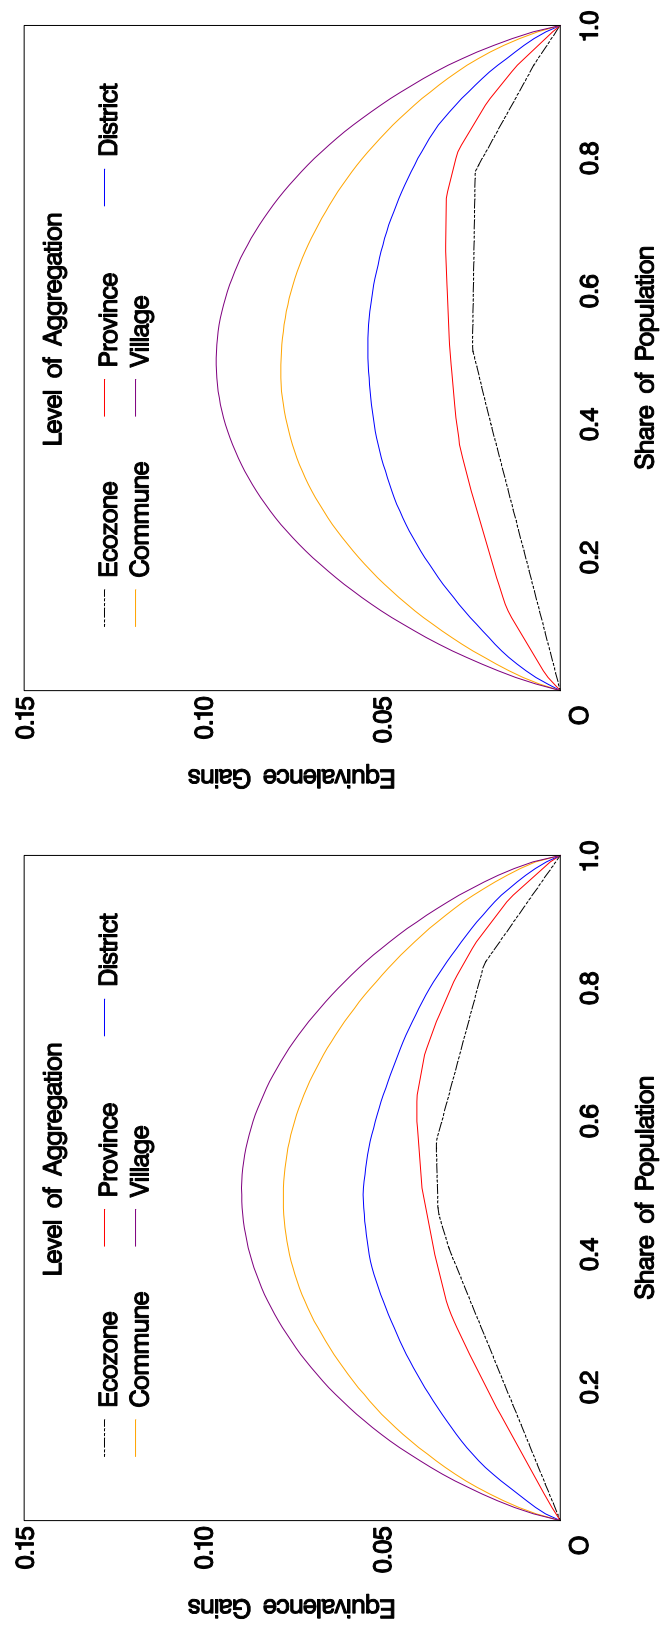 Level of Aggregation
Ecozone Province District
Commune Village
Equivalence Gains
0.15
0.10
0.05
O
0.2 0.4 0.6 0.8 1.0
Share of Population
Level of Aggregation
Ecozone Province District
Commune Village
Equivalence Gains
0.15
0.10
0.05
O
0.2 0.4 0.6 0.8 1.0
Share of Population